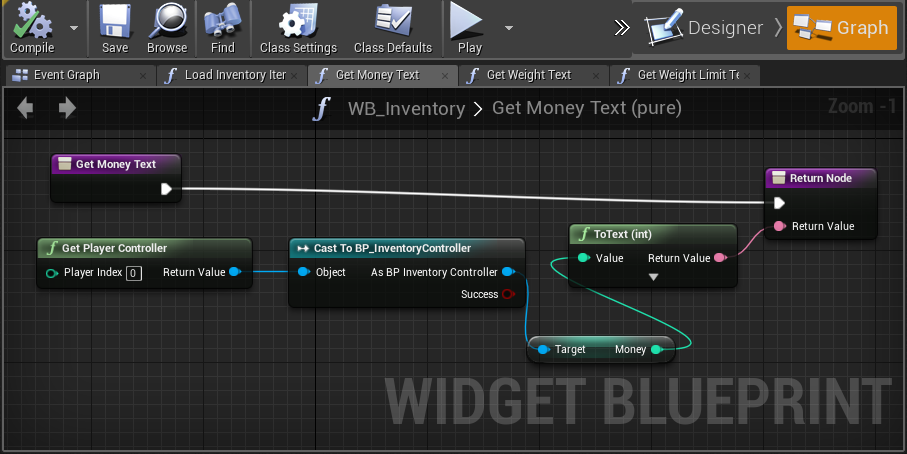 Compile
Save
Browse
Find
Class Settings
Class Defaults
Play
Designer
Graph
Event Graph
Load Inventory Iter
Get Money Text
Get Weight Text
Get Weight Limit Te
WB_Inventory > Get Money Text (pure)
Zoom -1
Get Money Text
Return Node
Return Value
Get Player Controller
Player Index 0
Return Value
Cast To BP_InventoryController
Object
As BP Inventory Controller
Success
ToText (int)
Value
Return Value
Target
Money
WIDGET BLUEPRINT